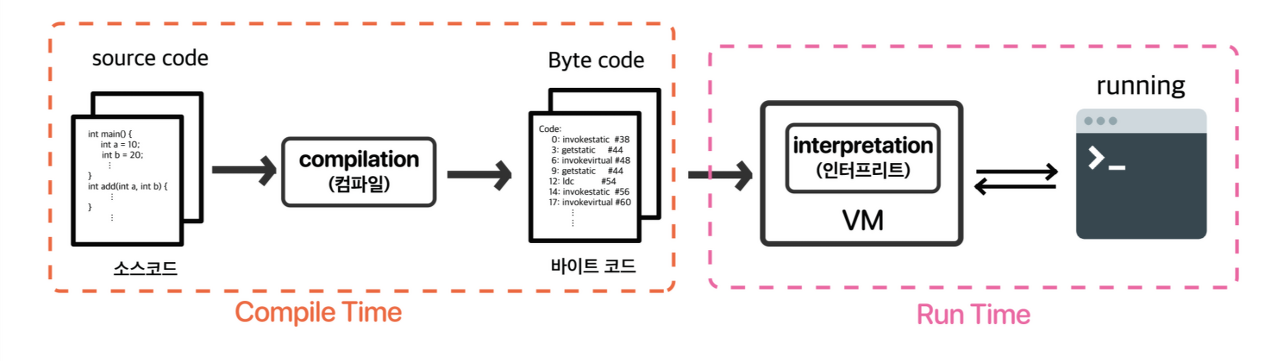 source code
int main() {
int a = 10;
int b = 20;
⋮
}
int add(int a, int b) {
⋮
}
⋮
소스코드
compilation
(컴파일)
Byte code
Code:
0: invokestatic #38
3: getstatic #44
6: invokevirtual #48
9: getstatic #44
12: ldc #54
14: invokestatic #56
17: invokevirtual #60
⋮
⋮
바이트 코드
Compile Time
interpretation
(인터프리트)
VM
running
>_
Run Time